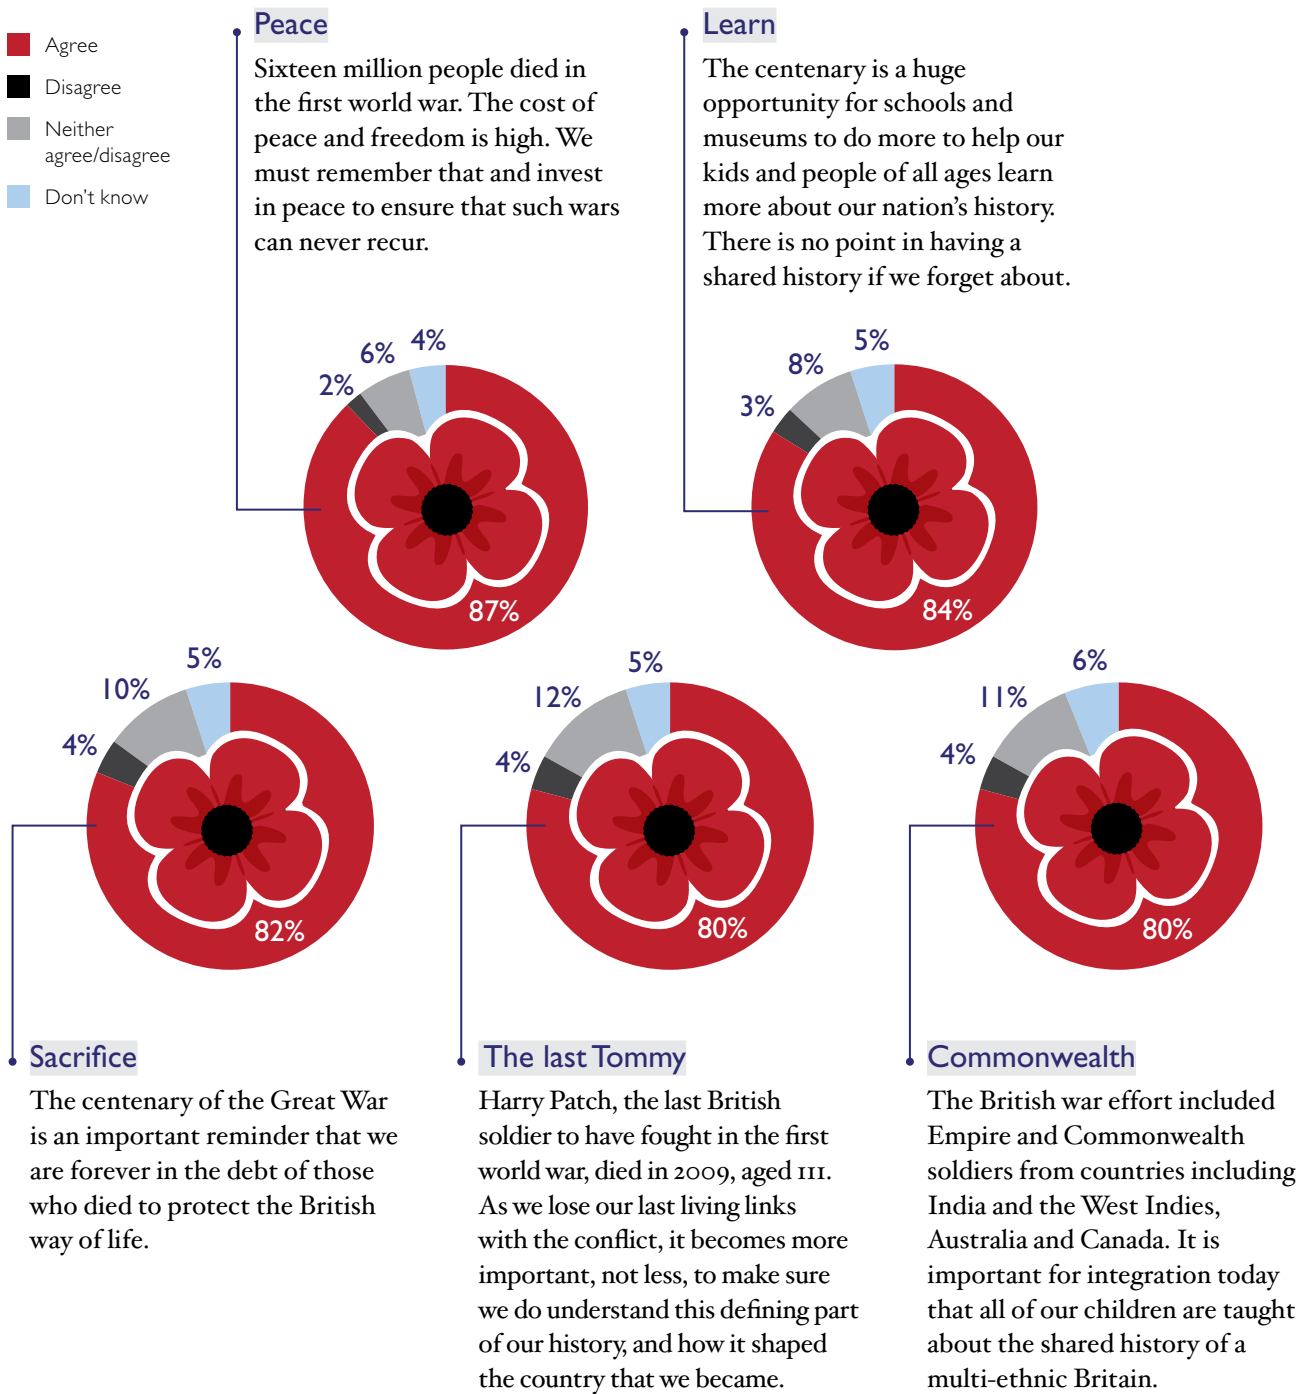 Agree
Disagree
Neither
agree/disagree
Don't know
Peace
Sixteen million people died in
the first world war. The cost of
peace and freedom is high. We
must remember that and invest
in peace to ensure that such wars
can never recur.
Learn
The centenary is a huge
opportunity for schools and
museums to do more to help our
kids and people of all ages learn
more about our nation's history.
There is no point in having a
shared history if we forget about.
2%
6%
4%
87%
3%
8%
5%
84%
4%
10%
5%
82%
4%
12%
5%
80%
4%
11%
6%
80%
Sacrifice
The centenary of the Great War
is an important reminder that we
are forever in the debt of those
who died to protect the British
way of life.
The last Tommy
Harry Patch, the last British
soldier to have fought in the first
world war, died in 2009, aged 111.
As we lose our last living links
with the conflict, it becomes more
important, not less, to make sure
we do understand this defining part
of our history, and how it shaped
the country that we became.
Commonwealth
The British war effort included
Empire and Commonwealth
soldiers from countries including
India and the West Indies,
Australia and Canada. It is
important for integration today
that all of our children are taught
about the shared history of a
multi-ethnic Britain.